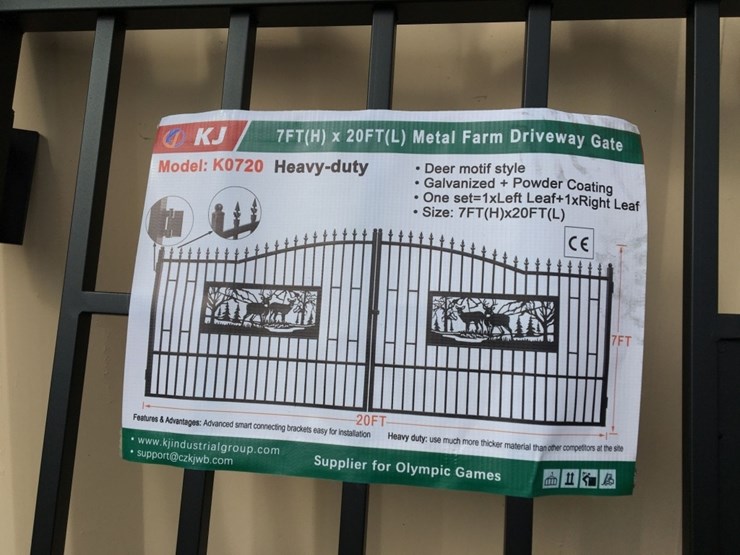 KJ
7FT(H) x 20FT(L) Metal Farm Driveway Gate
Model: K0720 Heavy-duty
• Deer motif style
• Galvanized + Powder Coating
• One set=1xLeft Leaf+1xRight Leaf
• Size: 7FT(H)x20FT(L)
CE
7FT
20FT
Features & Advantages: Advanced smart connecting brackets easy for installation
Heavy duty: use much more thicker material than other competitors at the site
• www.kjindustrialgroup.com
• support@czkjwb.com
Supplier for Olympic Games